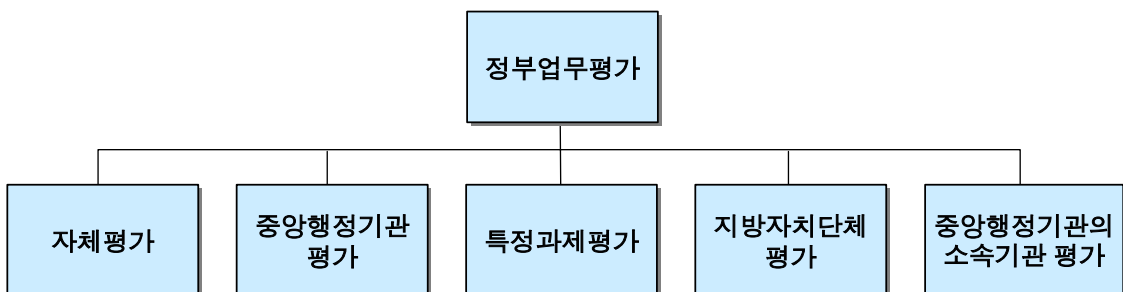 정부업무평가
자체평가
중앙행정기관
평가
특정과제평가
지방자치단체
평가
중앙행정기관의
소속기관 평가